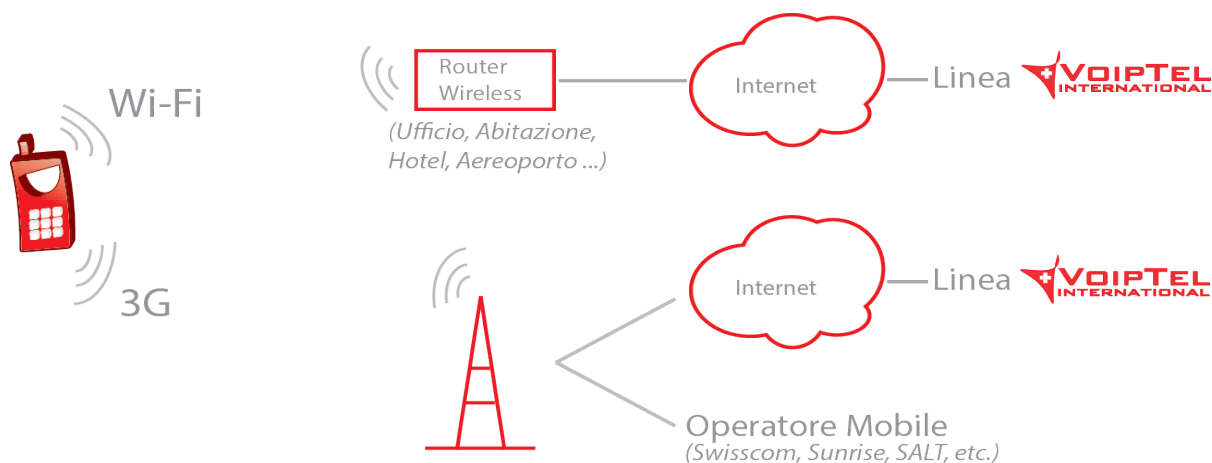 Wi-Fi
Router
Wireless
(Ufficio, Abitazione,
Hotel, Aereoporto ...)
Internet
Linea
VOIPTEL
INTERNATIONAL
3G
Internet
Linea
VOIPTEL
INTERNATIONAL
Operatore Mobile
(Swisscom, Sunrise, SALT, etc.)